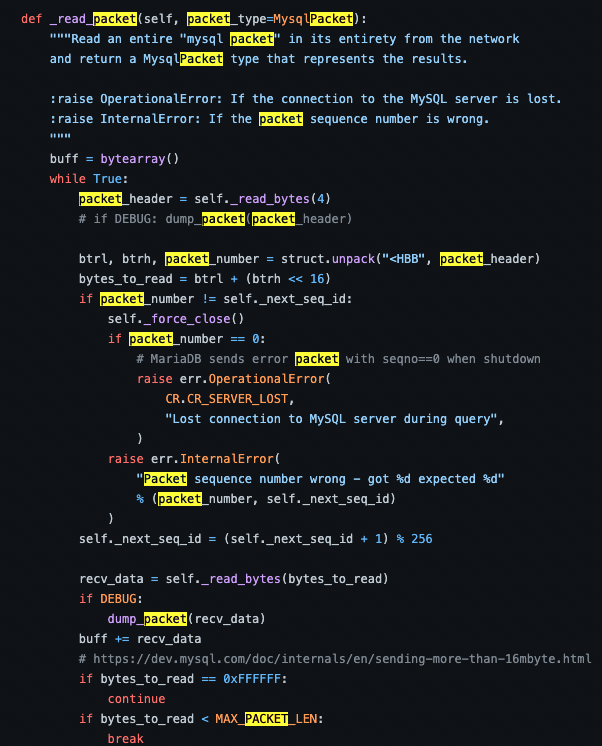 def _read_packet(self, packet_type=MysqlPacket):
"""Read an entire "mysql packet" in its entirety from the network
and return a MysqlPacket type that represents the results.
:raise OperationalError: If the connection to the MySQL server is lost.
:raise InternalError: If the packet sequence number is wrong.
"""
buff = bytearray()
while True:
packet_header = self._read_bytes(4)
# if DEBUG: dump_packet(packet_header)
btrl, btrh, packet_number = struct.unpack("<HBB", packet_header)
bytes_to_read = btrl + (btrh << 16)
if packet_number != self._next_seq_id:
self._force_close()
if packet_number == 0:
# MariaDB sends error packet with seqno==0 when shutdown
raise err.OperationalError(
CR.CR_SERVER_LOST,
"Lost connection to MySQL server during query",
)
raise err.InternalError(
"Packet sequence number wrong - got %d expected %d"
% (packet_number, self._next_seq_id)
)
self._next_seq_id = (self._next_seq_id + 1) % 256
recv_data = self._read_bytes(bytes_to_read)
if DEBUG:
dump_packet(recv_data)
buff += recv_data
# https://dev.mysql.com/doc/internals/en/sending-more-than-16mbyte.html
if bytes_to_read == 0xFFFFFF:
continue
if bytes_to_read < MAX_PACKET_LEN:
break